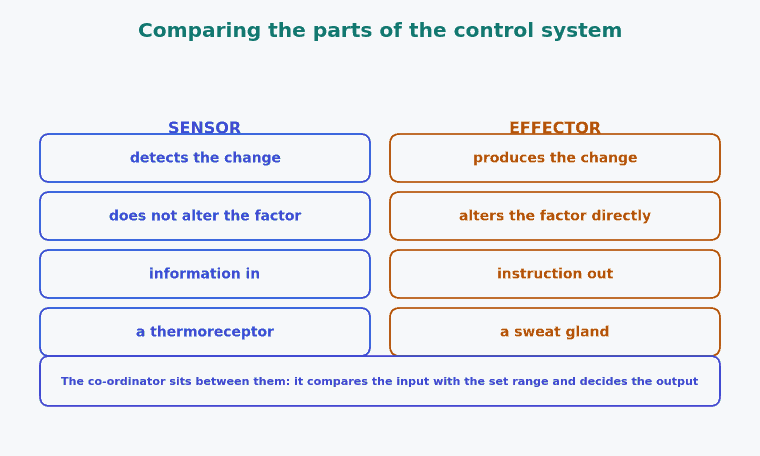 Comparing the parts of the control system
SENSOR
EFFECTOR
detects the change
produces the change
does not alter the factor
alters the factor directly
information in
instruction out
a thermoreceptor
a sweat gland
The co-ordinator sits between them: it compares the input with the set range and decides the output